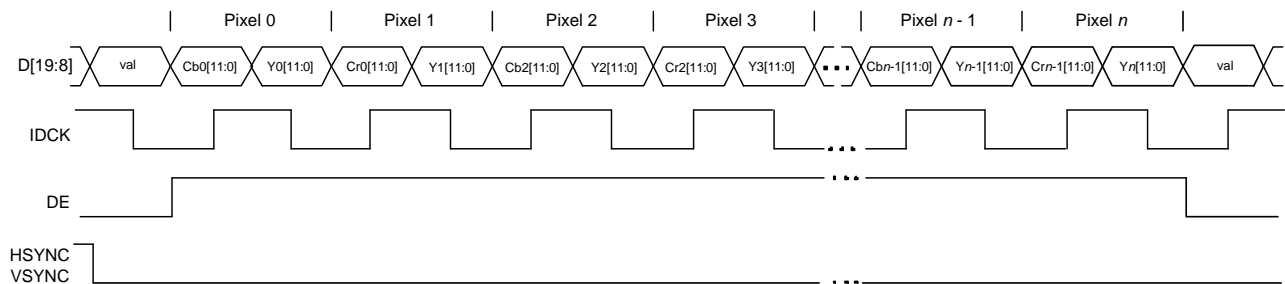 | Pixel 0 | Pixel 1 | Pixel 2 | Pixel 3 | | Pixel n - 1 | Pixel n |
D[19:8] val Cb0[11:0] Y0[11:0] Cr0[11:0] Y1[11:0] Cb2[11:0] Y2[11:0] Cr2[11:0] Y3[11:0] ... Cbn-1[11:0] Yn-1[11:0] Crn-1[11:0] Yn[11:0] val
IDCK ...
DE ...
HSYNC
VSYNC ...